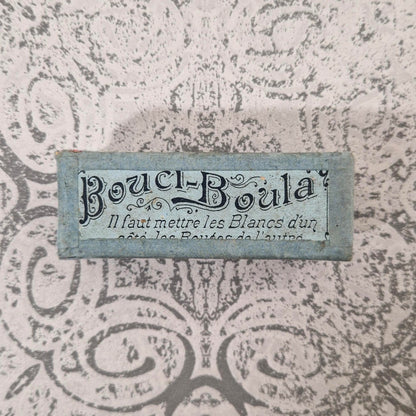 Bouci-Boula
Il faut mettre les Blancs d'un
côté, les Rouges de l'autre